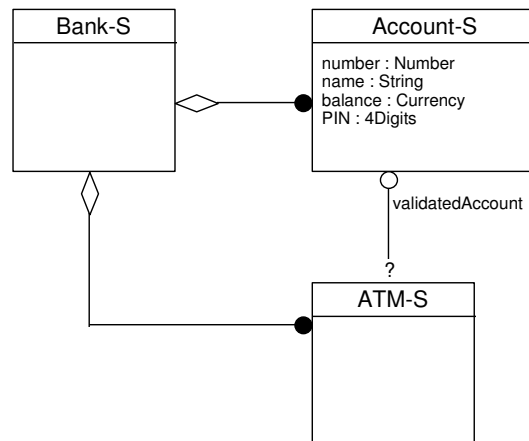 Bank-S
Account-S
number : Number
name : String
balance : Currency
PIN : 4Digits
validatedAccount
?
ATM-S